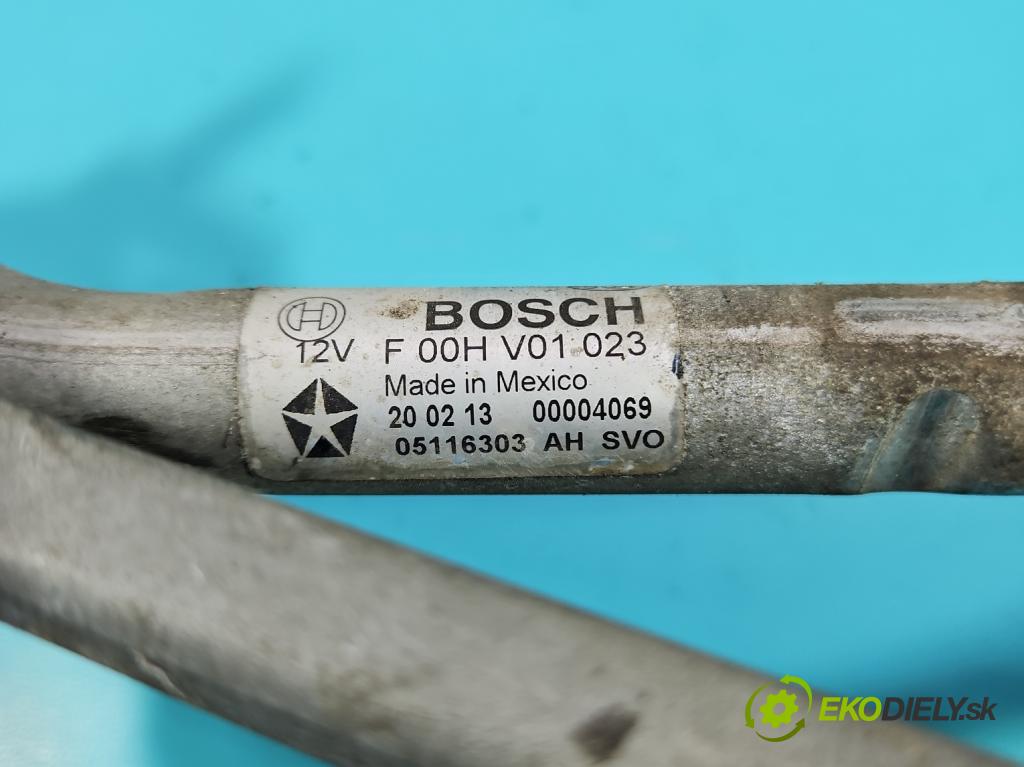 BOSCH
12V F 00H V01 023
Made in Mexico
20 02 13 00004069
05116303 AH SVO
EKODIELY.sk